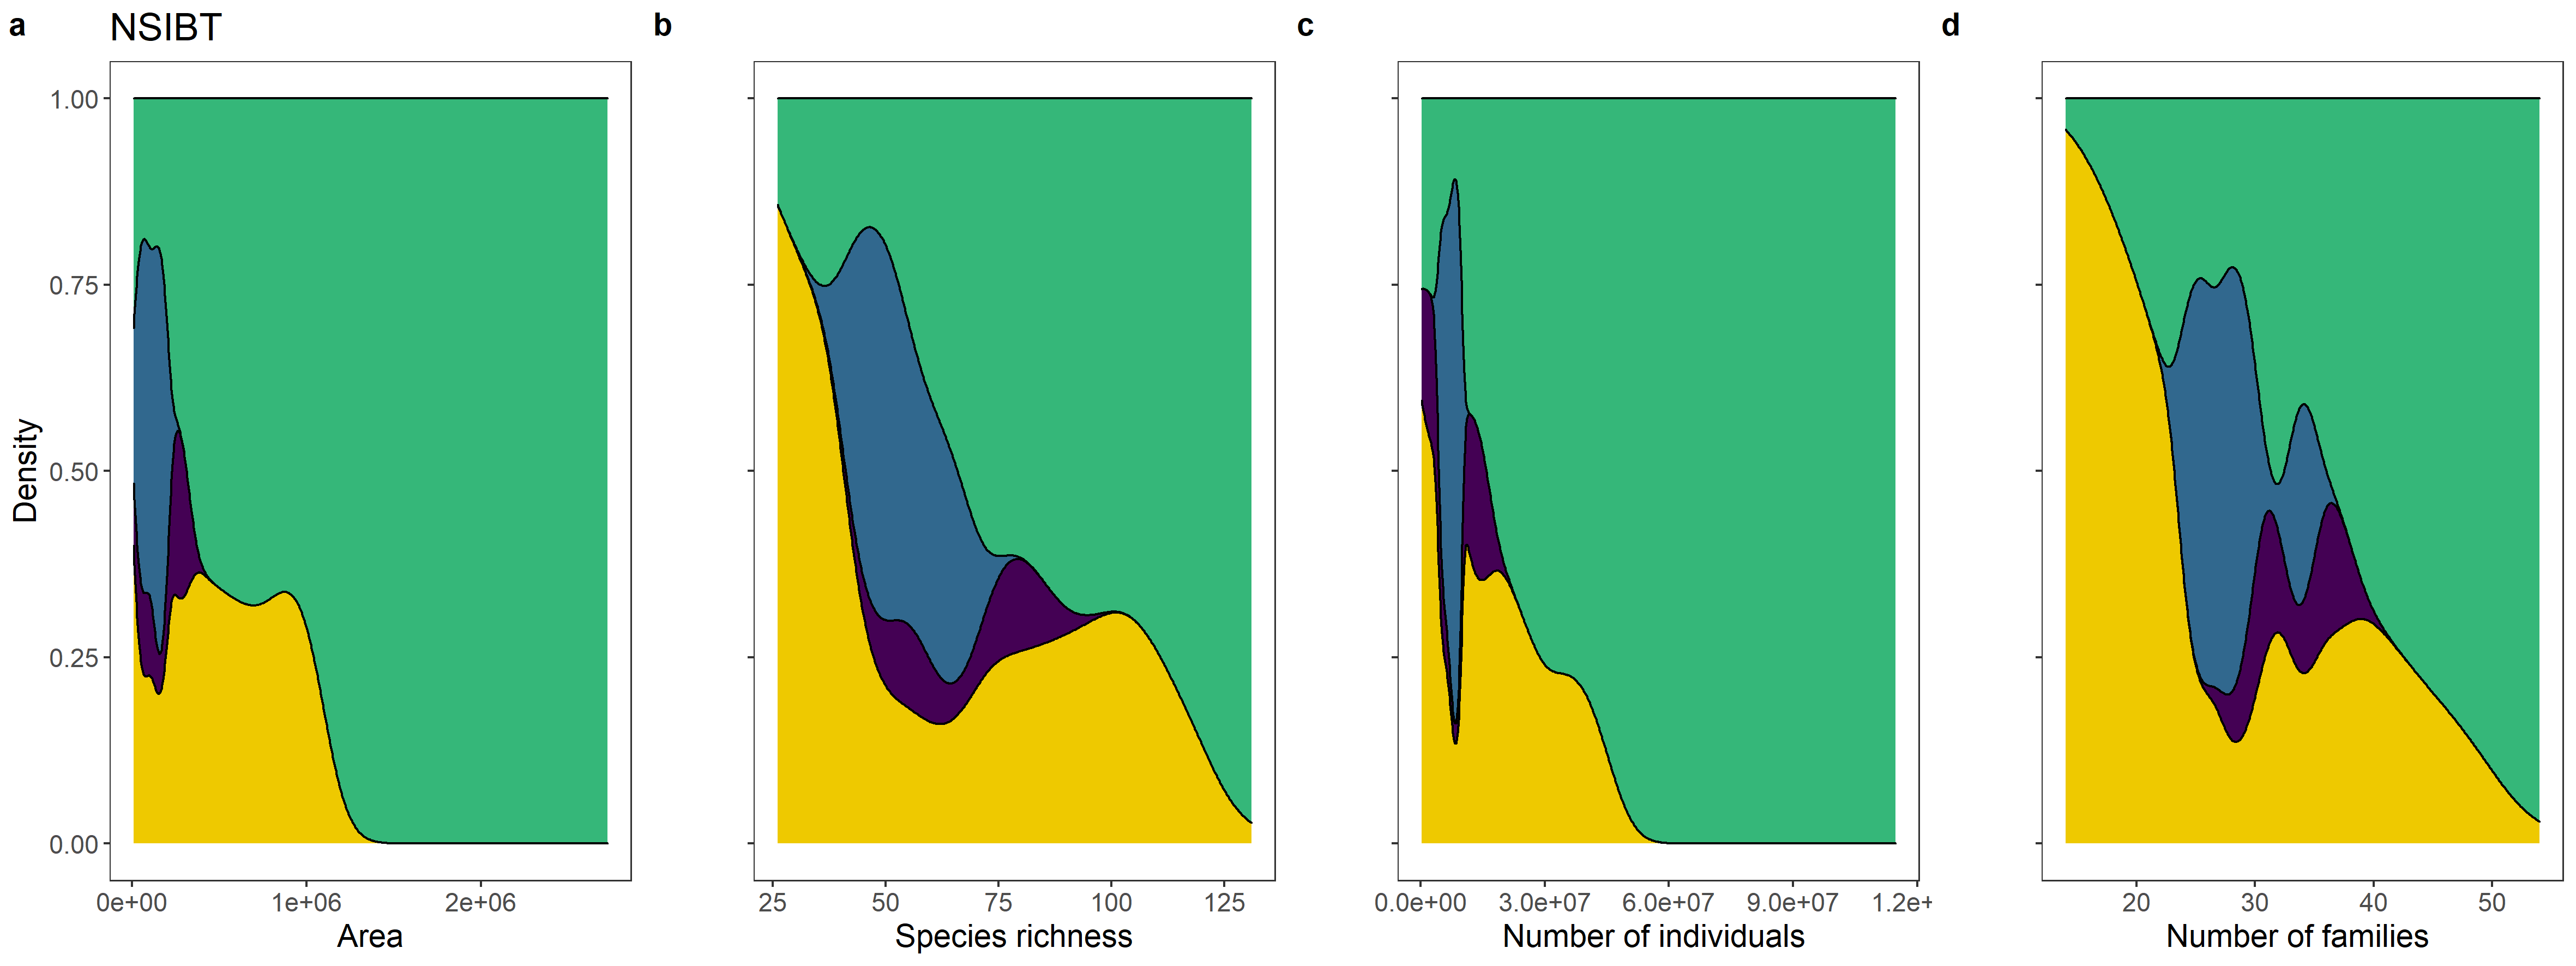 a NSIBT b c d
Density
1.00
0.75
0.50
0.25
0.00
0e+00 1e+06 2e+06
Area
25 50 75 100 125
Species richness
0.0e+00 3.0e+07 6.0e+07 9.0e+07 1.2e+
Number of individuals
20 30 40 50
Number of families